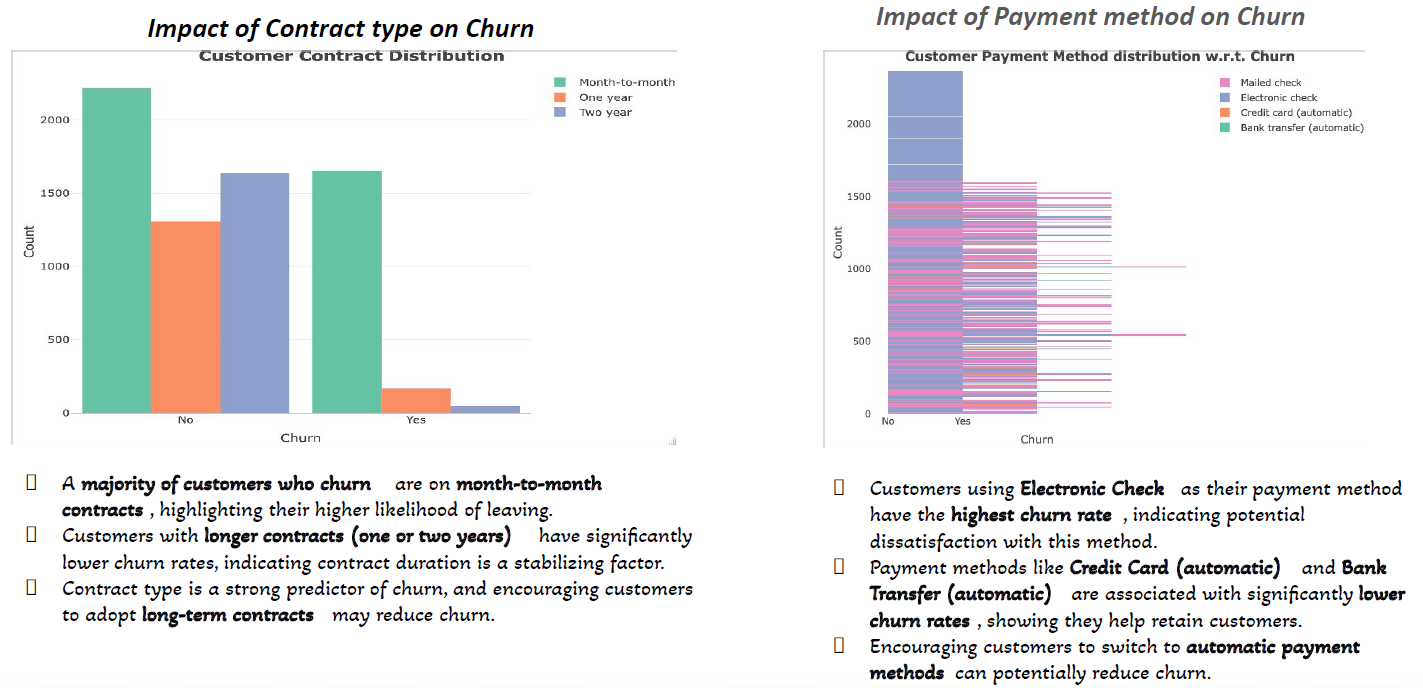 Impact of Contract type on Churn
Customer Contract Distribution
Month-to-month
One year
Two year
2000
1500
1000
500
0
Count
No
Yes
Churn
A majority of customers who churn are on month-to-month
contracts , highlighting their higher likelihood of leaving.
Customers with longer contracts (one or two years) have significantly
lower churn rates, indicating contract duration is a stabilizing factor.
Contract type is a strong predictor of churn, and encouraging customers
to adopt long-term contracts may reduce churn.
Impact of Payment method on Churn
Customer Payment Method distribution w.r.t. Churn
Mailed check
Electronic check
Credit card (automatic)
Bank transfer (automatic)
2000
1500
1000
500
0
Count
No
Yes
Churn
Customers using Electronic Check as their payment method
have the highest churn rate , indicating potential
dissatisfaction with this method.
Payment methods like Credit Card (automatic) and Bank
Transfer (automatic) are associated with significantly lower
churn rates , showing they help retain customers.
Encouraging customers to switch to automatic payment
methods can potentially reduce churn.